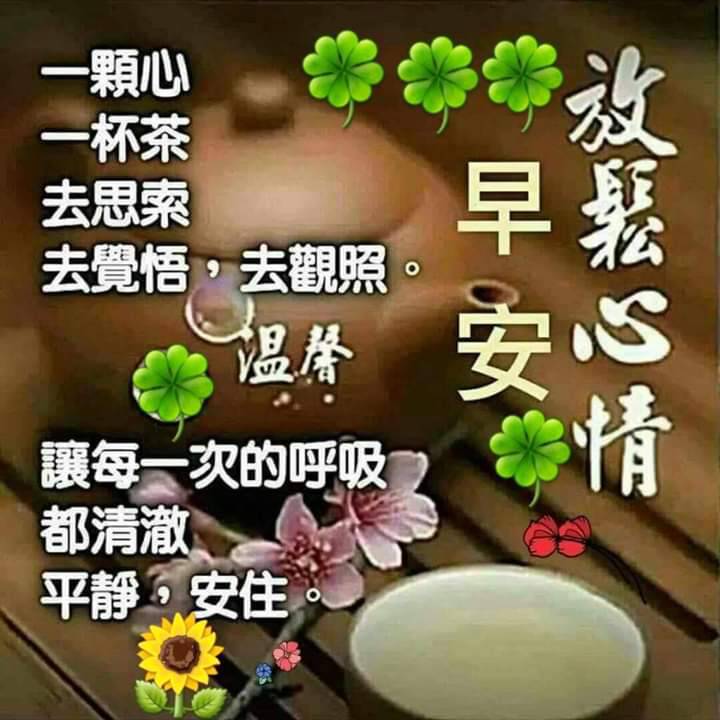 放鬆心情
早安
一顆心
一杯茶
去思索
去覺悟,去觀照。
溫馨
讓每一次的呼吸
都清澈
平靜,安住。